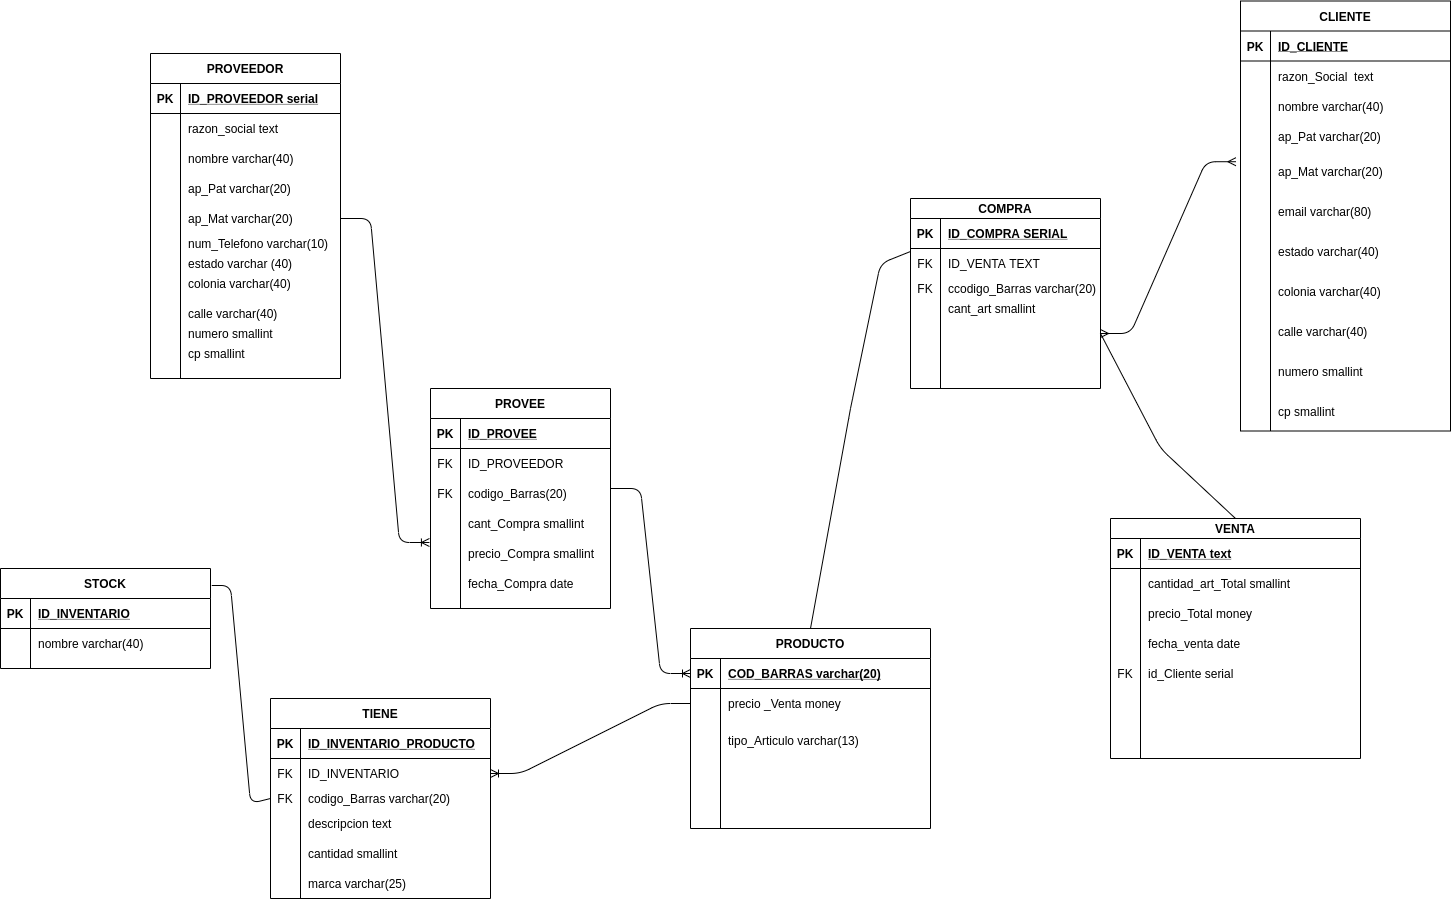 CLIENTE
PK ID_CLIENTE
razon_Social text
nombre varchar(40)
ap_Pat varchar(20)
ap_Mat varchar(20)
email varchar(80)
estado varchar(40)
colonia varchar(40)
calle varchar(40)
numero smallint
cp smallint
PROVEEDOR
PK ID_PROVEEDOR serial
razon_social text
nombre varchar(40)
ap_Pat varchar(20)
ap_Mat varchar(20)
num_Telefono varchar(10)
estado varchar (40)
colonia varchar(40)
calle varchar(40)
numero smallint
cp smallint
COMPRA
PK ID_COMPRA SERIAL
FK ID_VENTA TEXT
FK ccodigo_Barras varchar(20)
cant_art smallint
PROVEE
PK ID_PROVEE
FK ID_PROVEEDOR
FK codigo_Barras(20)
cant_Compra smallint
precio_Compra smallint
fecha_Compra date
VENTA
PK ID_VENTA text
cantidad_art_Total smallint
precio_Total money
fecha_venta date
FK id_Cliente serial
STOCK
PK ID_INVENTARIO
nombre varchar(40)
PRODUCTO
PK COD_BARRAS varchar(20)
precio _Venta money
tipo_Articulo varchar(13)
TIENE
PK ID_INVENTARIO_PRODUCTO
FK ID_INVENTARIO
FK codigo_Barras varchar(20)
descripcion text
cantidad smallint
marca varchar(25)